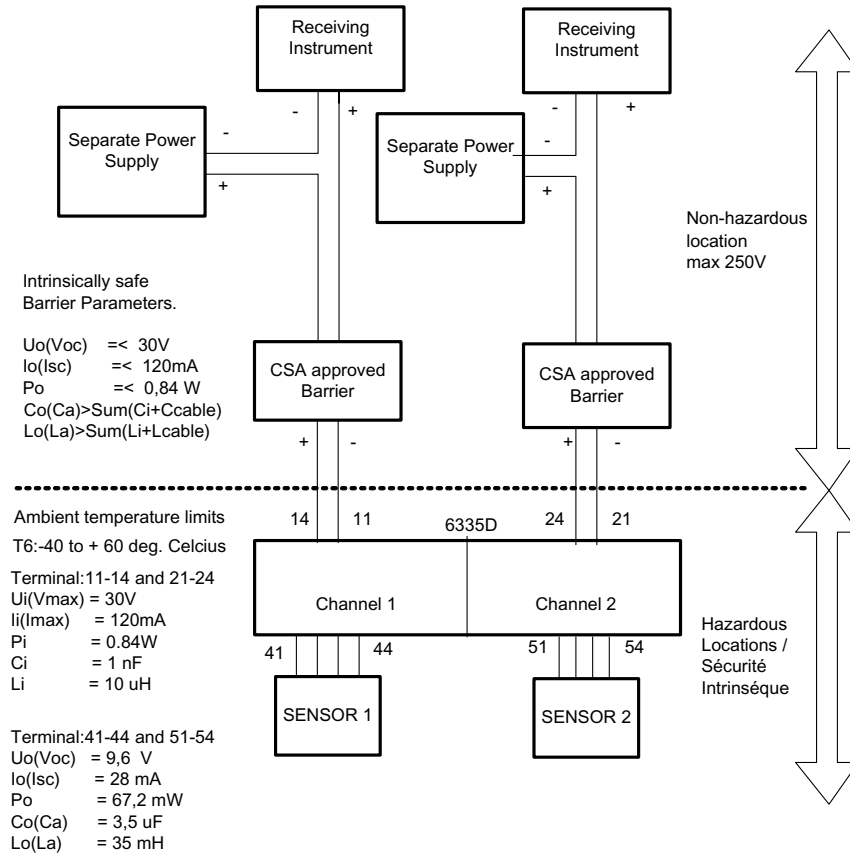 Receiving
Instrument
Receiving
Instrument
-
+
-
+
Separate Power
Supply
-
+
Separate Power
Supply
-
+
Non-hazardous
location
max 250V
Intrinsically safe
Barrier Parameters.
Uo(Voc) =< 30V
Io(Isc) =< 120mA
Po =< 0,84 W
Co(Ca)>Sum(Ci+Ccable)
Lo(La)>Sum(Li+Lcable)
CSA approved
Barrier
CSA approved
Barrier
+ -
+ -
Ambient temperature limits
T6:-40 to + 60 deg. Celcius
14 11 6335D 24 21
Terminal:11-14 and 21-24
Ui(Vmax) = 30V
Ii(Imax) = 120mA
Pi = 0.84W
Ci = 1 nF
Li = 10 uH
Channel 1
Channel 2
41 44
51 54
SENSOR 1
SENSOR 2
Hazardous
Locations /
Sécurité
Intrinséque
Terminal:41-44 and 51-54
Uo(Voc) = 9,6 V
Io(Isc) = 28 mA
Po = 67,2 mW
Co(Ca) = 3,5 uF
Lo(La) = 35 mH